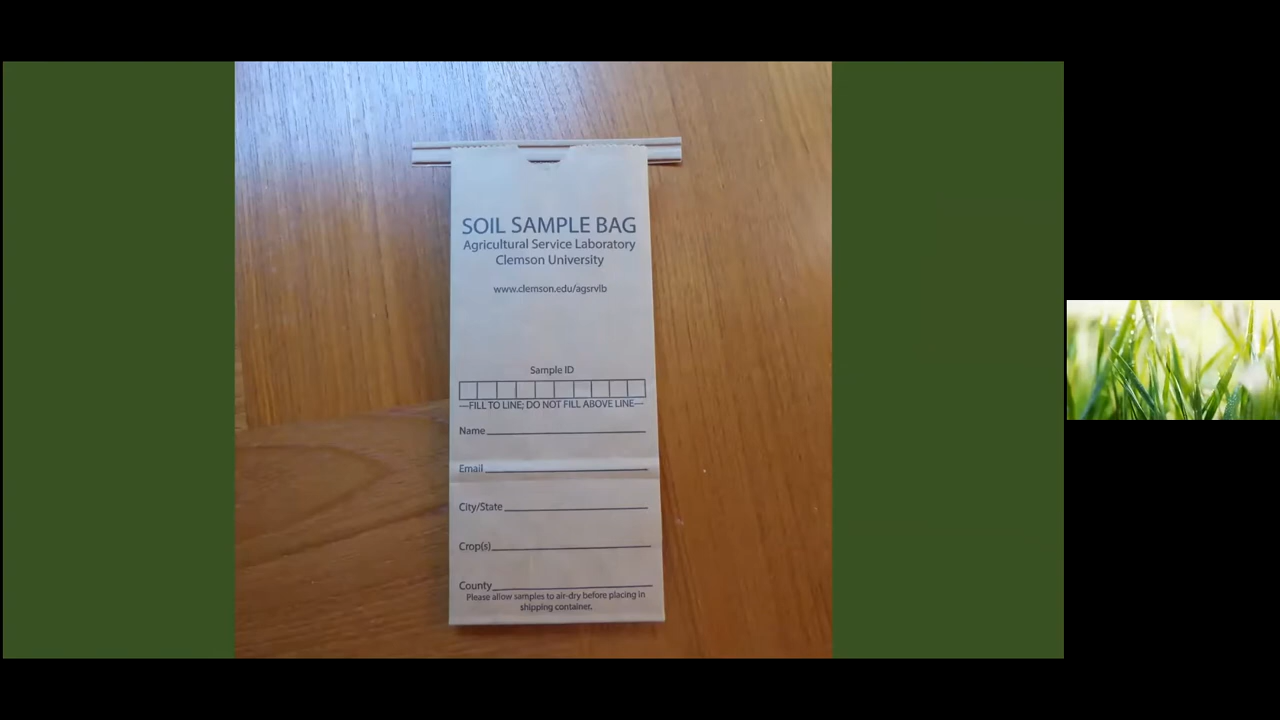 SOIL SAMPLE BAG
Agricultural Service Laboratory
Clemson University
www.clemson.edu/agsrvlb
Sample ID
—FILL TO LINE; DO NOT FILL ABOVE LINE—
Name
Email
City/State
Crop(s)
County
Please allow samples to air-dry before placing in
shipping container.